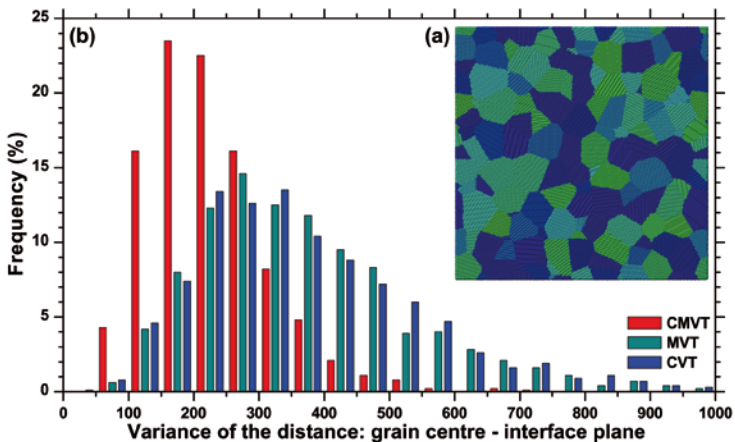 25
20
15
10
5
0
Frequency (%)
(b)
(a)
CMVT
MVT
CVT
0 100 200 300 400 500 600 700 800 900 1000
Variance of the distance: grain centre - interface plane